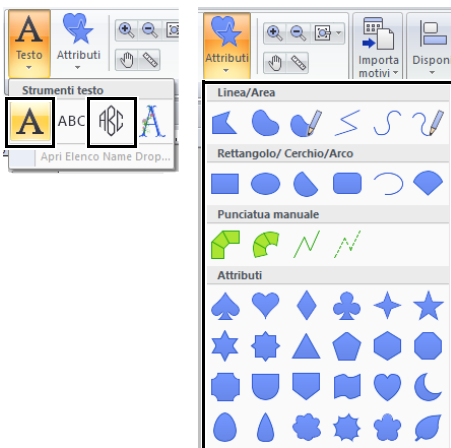 Testo
Attributi
Strumenti testo
A ABC ABC A
Apri Elenco Name Drop...
Attributi
Importa
motivi
Dispon
Linea/Area
Rettangolo/ Cerchio/Arco
Punciatua manuale
Attributi